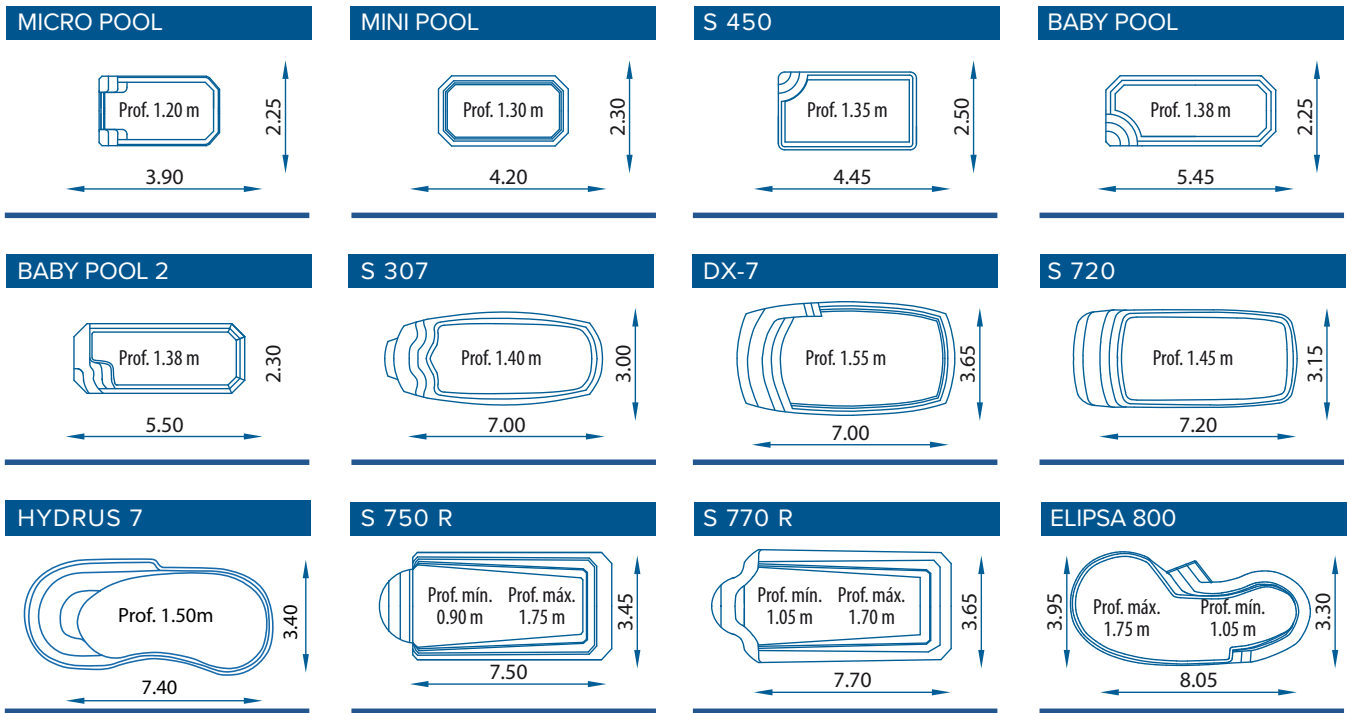 MICRO POOL
Prof. 1.20 m
2.25
3.90
MINI POOL
Prof. 1.30 m
2.30
4.20
S 450
Prof. 1.35 m
2.50
4.45
BABY POOL
Prof. 1.38 m
2.25
5.45
BABY POOL 2
Prof. 1.38 m
2.30
5.50
S 307
Prof. 1.40 m
3.00
7.00
DX-7
Prof. 1.55 m
3.65
7.00
S 720
Prof. 1.45 m
3.15
7.20
HYDRUS 7
Prof. 1.50m
3.40
7.40
S 750 R
Prof. mín. Prof. máx.
0.90 m 1.75 m
3.45
7.50
S 770 R
Prof. mín. Prof. máx.
1.05 m 1.70 m
3.65
7.70
ELIPSA 800
3.95
Prof. máx. Prof. mín.
1.75 m 1.05 m
3.30
8.05